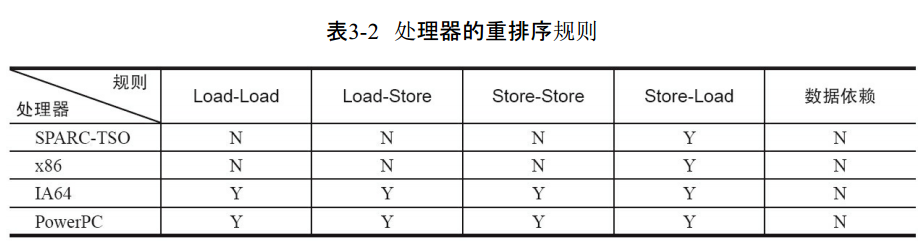 表3-2 处理器的重排序规则
规则
处理器 Load-Load Load-Store Store-Store Store-Load 数据依赖
SPARC-TSO N N N Y N
x86 N N N Y N
IA64 Y Y Y Y N
PowerPC Y Y Y Y N